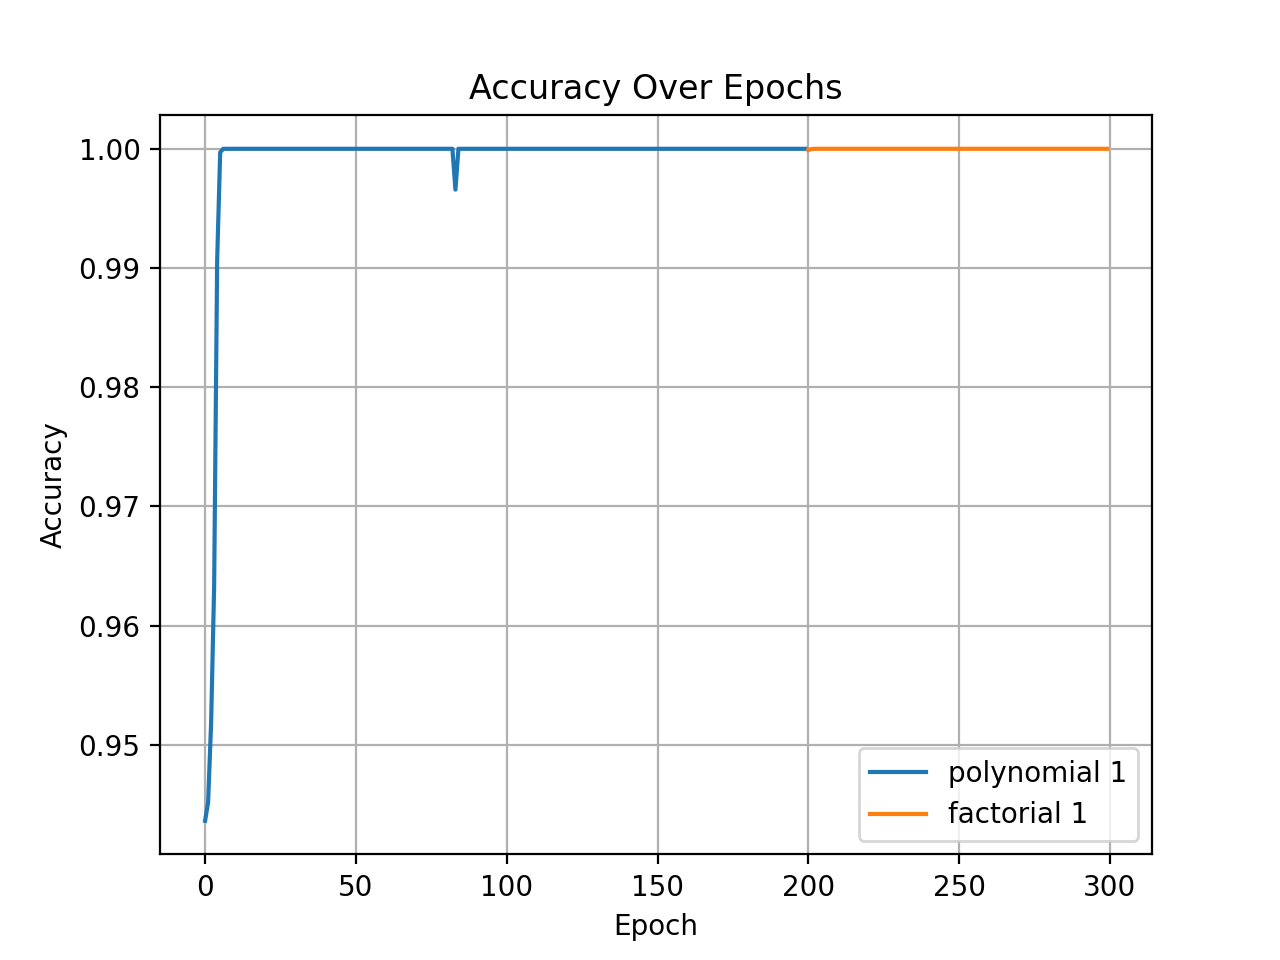 Accuracy Over Epochs
1.00
0.99
0.98
0.97
0.96
0.95
Accuracy
polynomial 1
factorial 1
0 50 100 150 200 250 300
Epoch